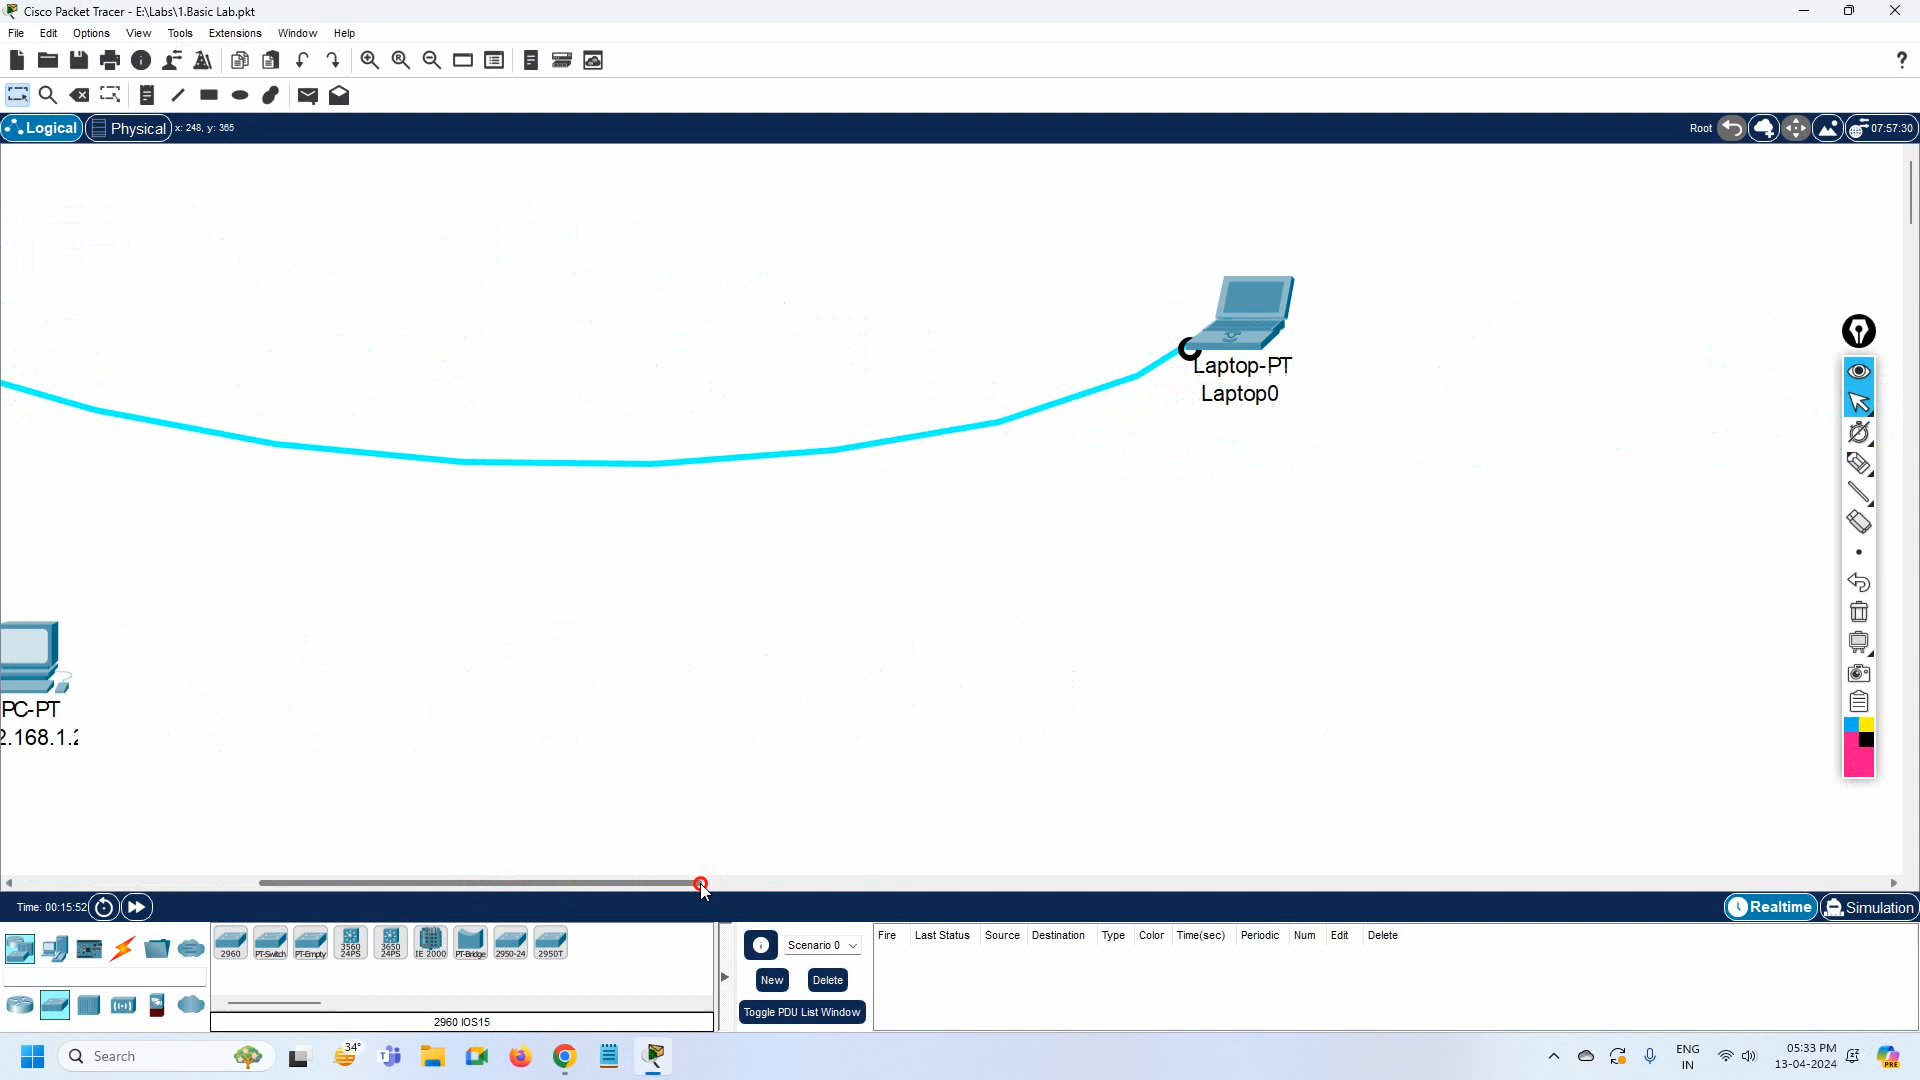 Cisco Packet Tracer - E:\Labs\1.Basic Lab.pkt
File Edit Options View Tools Extensions Window Help
?
Logical Physical x: 248, y: 365 Root 07:57:30
Laptop-PT
Laptop0
PC-PT
2.168.1.2
Time: 00:15:52 Realtime Simulation
2960 PT-Switch PT-Empty 3560 24PS 3650 24PS IE 2000 PT-Bridge 2950-24 2950T
2960 IOS15
Scenario 0
New Delete
Toggle PDU List Window
Fire Last Status Source Destination Type Color Time(sec) Periodic Num Edit Delete
Search
34°
ENG
IN
05:33 PM
13-04-2024
PRE